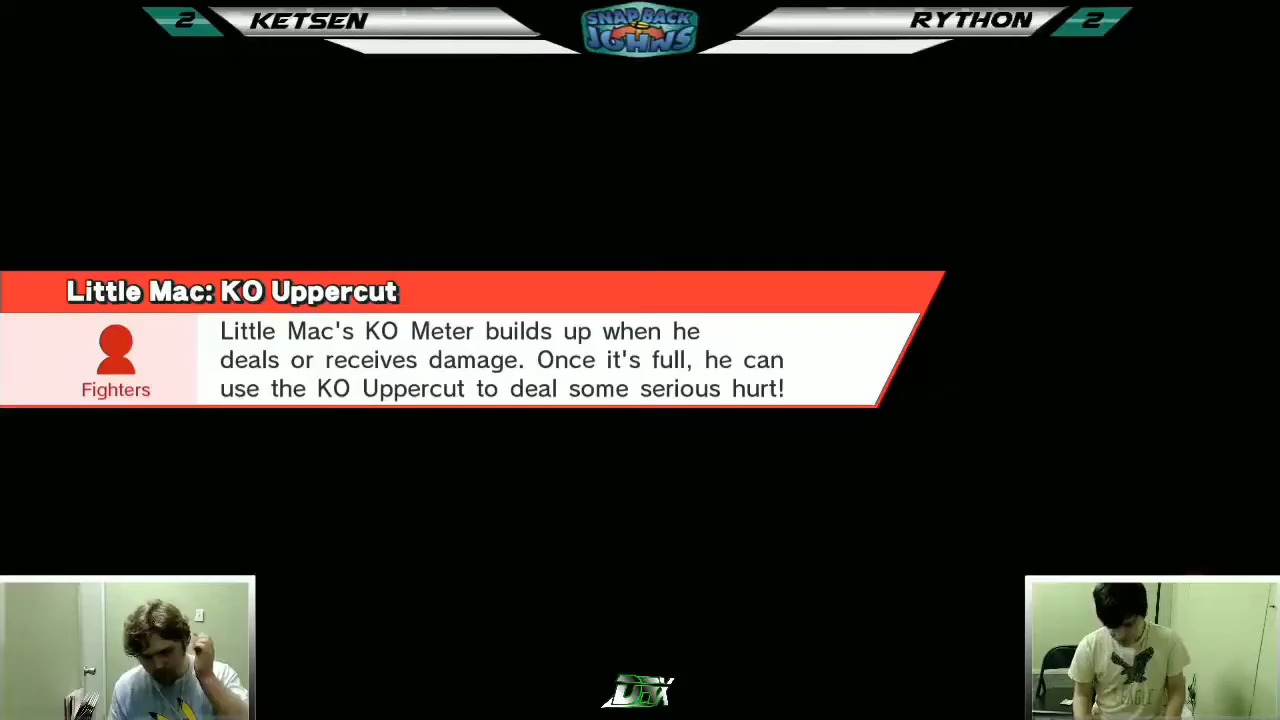 2 KETSEN
SNAP BACK
JOHNS
RYTHON 2
Little Mac: KO Uppercut
Little Mac's KO Meter builds up when he
deals or receives damage. Once it's full, he can
use the KO Uppercut to deal some serious hurt!
Fighters
EAGLE